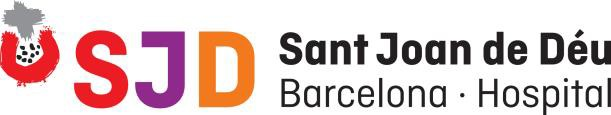 SJD
Sant Joan de Déu
Barcelona · Hospital